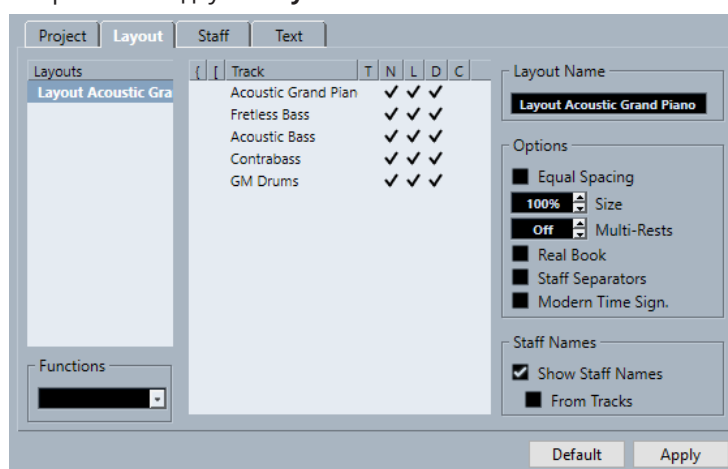 Project Layout Staff Text
Layouts
Layout Acoustic Gra
{ [ Track T N L D C
Acoustic Grand Pian
Fretless Bass
Acoustic Bass
Contrabass
GM Drums
Functions
Layout Name
Layout Acoustic Grand Piano
Options
Equal Spacing
100% Size
Off Multi-Rests
Real Book
Staff Separators
Modern Time Sign.
Staff Names
Show Staff Names
From Tracks
Default Apply